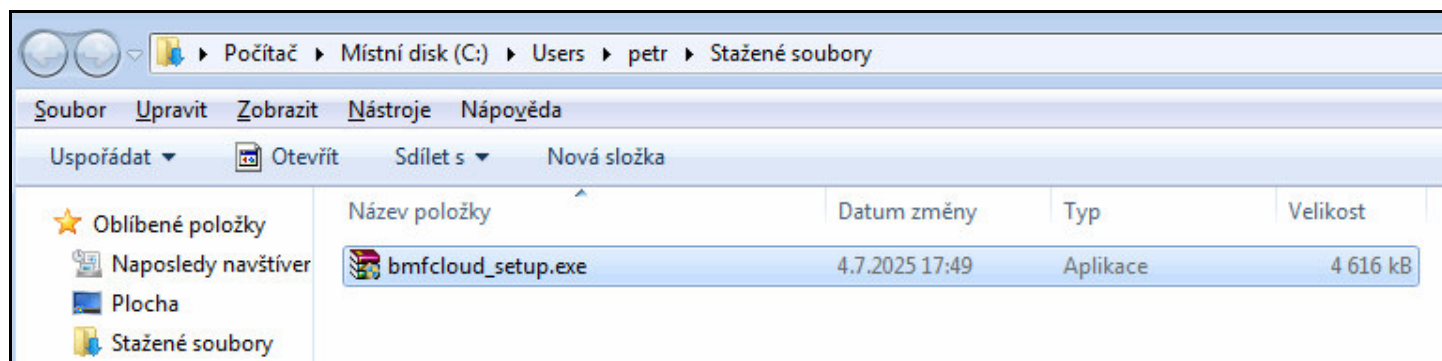 Počítač Místní disk (C:) Users petr Stažené soubory
Soubor Upravit Zobrazit Nástroje Nápověda
Uspořádat Otevřít Sdílet s Nová složka
Název položky Datum změny Typ Velikost
Oblíbené položky
Naposledy navštíver
bmfcloud_setup.exe 4.7.2025 17:49 Aplikace 4 616 kB
Plocha
Stažené soubory